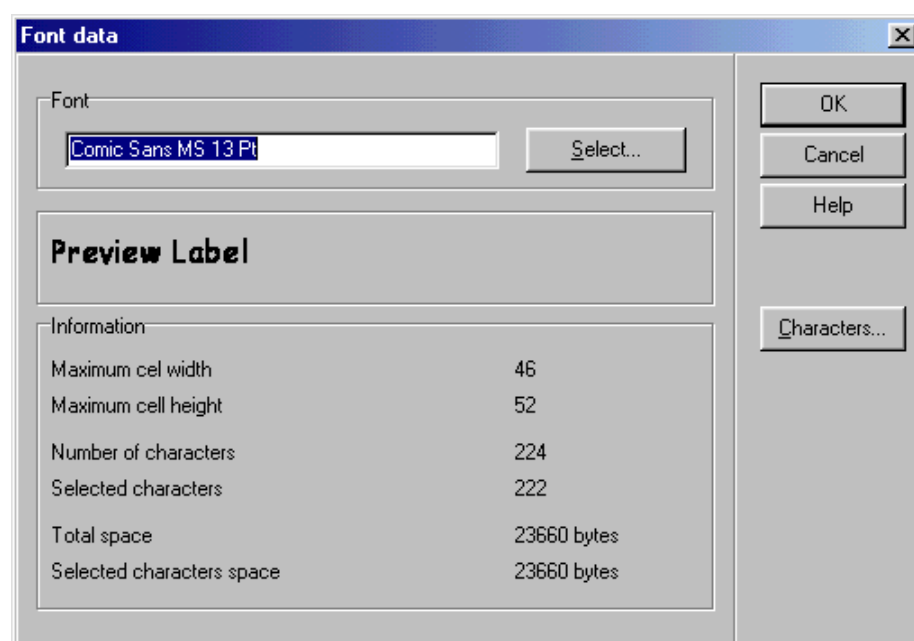 Font data
Font
Comic Sans MS 13 Pt
Select...
OK
Cancel
Help
Preview Label
Information
Characters...
Maximum cel width 46
Maximum cell height 52
Number of characters 224
Selected characters 222
Total space 23660 bytes
Selected characters space 23660 bytes